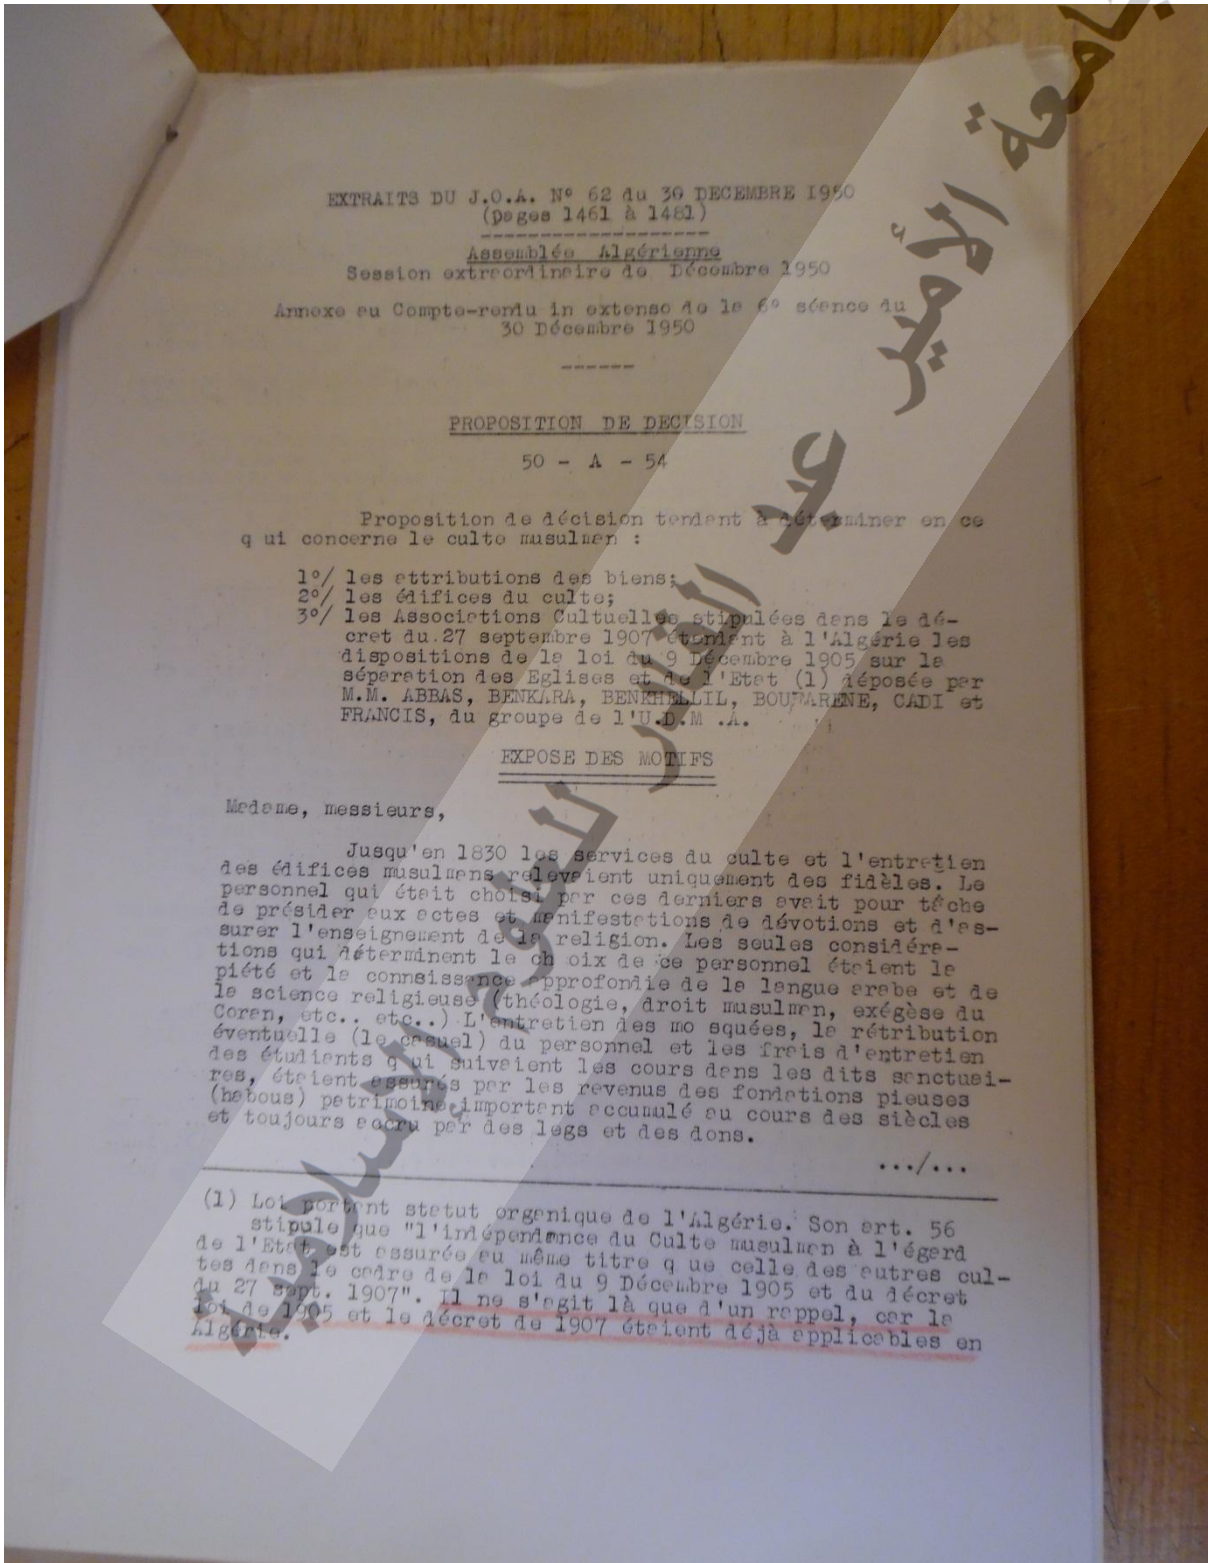 EXTRAITS DU J.O.A. Nº 62 du 30 DECEMBRE 1950
(pages 1461 à 1481)
-------------------
Assemblée Algérienne
Session extraordinaire de Décembre 1950
Annexe au Compte-rendu in extenso de la 6º séance du
30 Décembre 1950
------
PROPOSITION DE DECISION
50 - A - 54
Proposition de décision tendant à déterminer en ce
q ui concerne le culte musulman :
1º/ les attributions des biens;
2º/ les édifices du culte;
3º/ les Associations Cultuelles stipulées dans le dé-
cret du 27 septembre 1907 étendant à l'Algérie les
dispositions de la loi du 9 Décembre 1905 sur la
séparation des Eglises et de l'Etat (1) déposée par
M.M. ABBAS, BENKARA, BENKHELLIL, BOUTARENE, CADI et
FRANCIS, du groupe de l'U.D.M .A.
EXPOSE DES MOTIFS
Madame, messieurs,
Jusqu'en 1830 les services du culte et l'entretien
des édifices musulmans relevaient uniquement des fidèles. Le
personnel qui était choisi par ces derniers avait pour tâche
de présider aux actes et manifestations de dévotions et d'as-
surer l'enseignement de la religion. Les seules considéra-
tions qui déterminent le ch oix de ce personnel étaient la
piété et la connaissance approfondie de la langue arabe et de
la science religieuse (théologie, droit musulman, exégèse du
Coran, etc.. etc..) L'entretien des mo squées, la rétribution
éventuelle (le casuel) du personnel et les frais d'entretien
des étudiants q ui suivaient les cours dans les dits sanctuai-
res, étaient assurés par les revenus des fondations pieuses
(habous) patrimoine important accumulé au cours des siècles
et toujours accru par des legs et des dons.
.../...
(1) Loi portant statut organique de l'Algérie. Son art. 56
stipule que "l'indépendance du Culte musulman à l'égard
de l'Etat est assurée au même titre q ue celle des autres cul-
tes dans le cadre de la loi du 9 Décembre 1905 et du décret
du 27 sept. 1907". Il ne s'agit là que d'un rappel, car la
loi de 1905 et le décret de 1907 étaient déjà applicables en
Algérie.
جامعة الأمير عبد القادر للعلوم الإسلامية